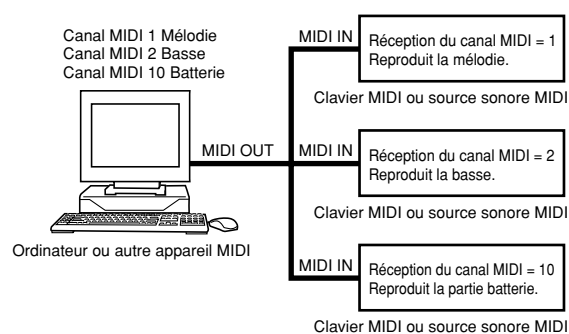 Canal MIDI 1 Mélodie
Canal MIDI 2 Basse
Canal MIDI 10 Batterie
MIDI OUT
Ordinateur ou autre appareil MIDI
MIDI IN
Réception du canal MIDI = 1
Reproduit la mélodie.
Clavier MIDI ou source sonore MIDI
MIDI IN
Réception du canal MIDI = 2
Reproduit la basse.
Clavier MIDI ou source sonore MIDI
MIDI IN
Réception du canal MIDI = 10
Reproduit la partie batterie.
Clavier MIDI ou source sonore MIDI